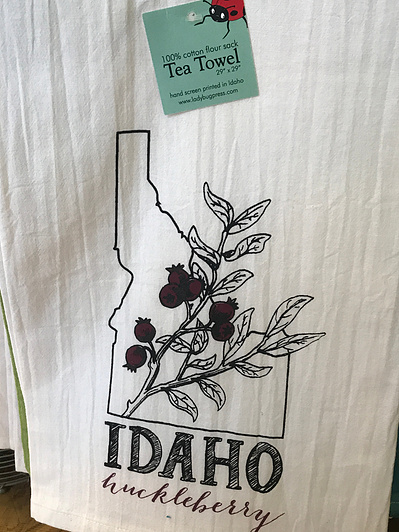 100% cotton flour sack
Tea Towel
29" x 29"
hand screen printed in Idaho
www.ladybugpress.com
IDAHO
huckleberry